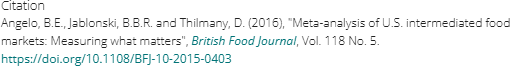 Citation
Angelo, B.E., Jablonski, B.B.R. and Thilmany, D. (2016), "Meta-analysis of U.S. intermediated food
markets: Measuring what matters", British Food Journal, Vol. 118 No. 5.
https://doi.org/10.1108/BFJ-10-2015-0403